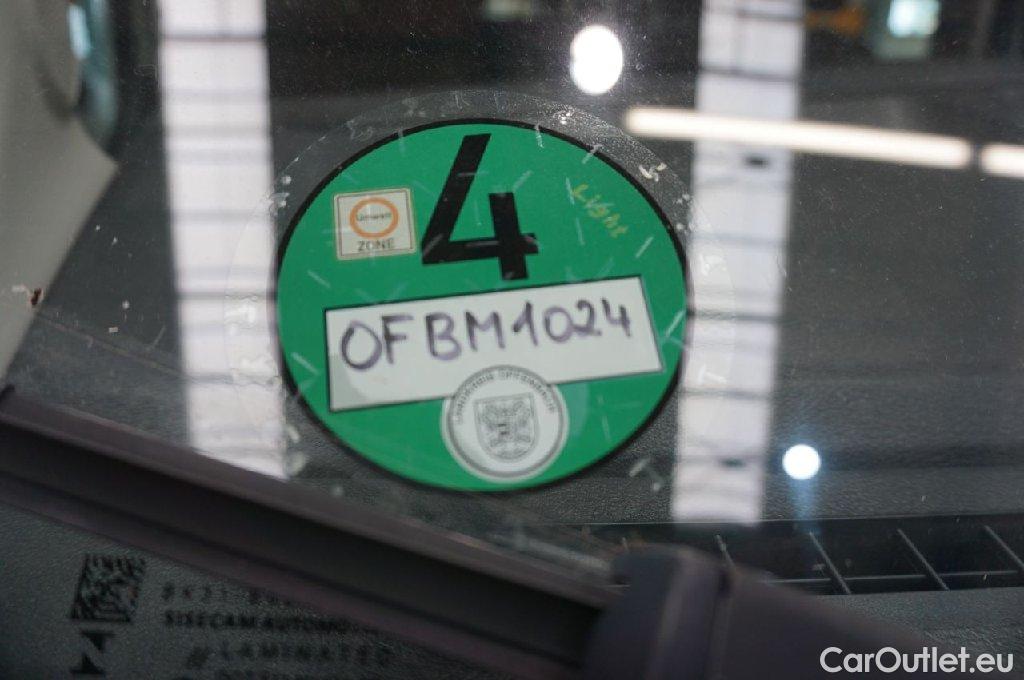 4
Light
Umwelt
ZONE
OFBM1024
SISECAM AUTOMOTIVE
LAMINATED
CarOutlet.eu